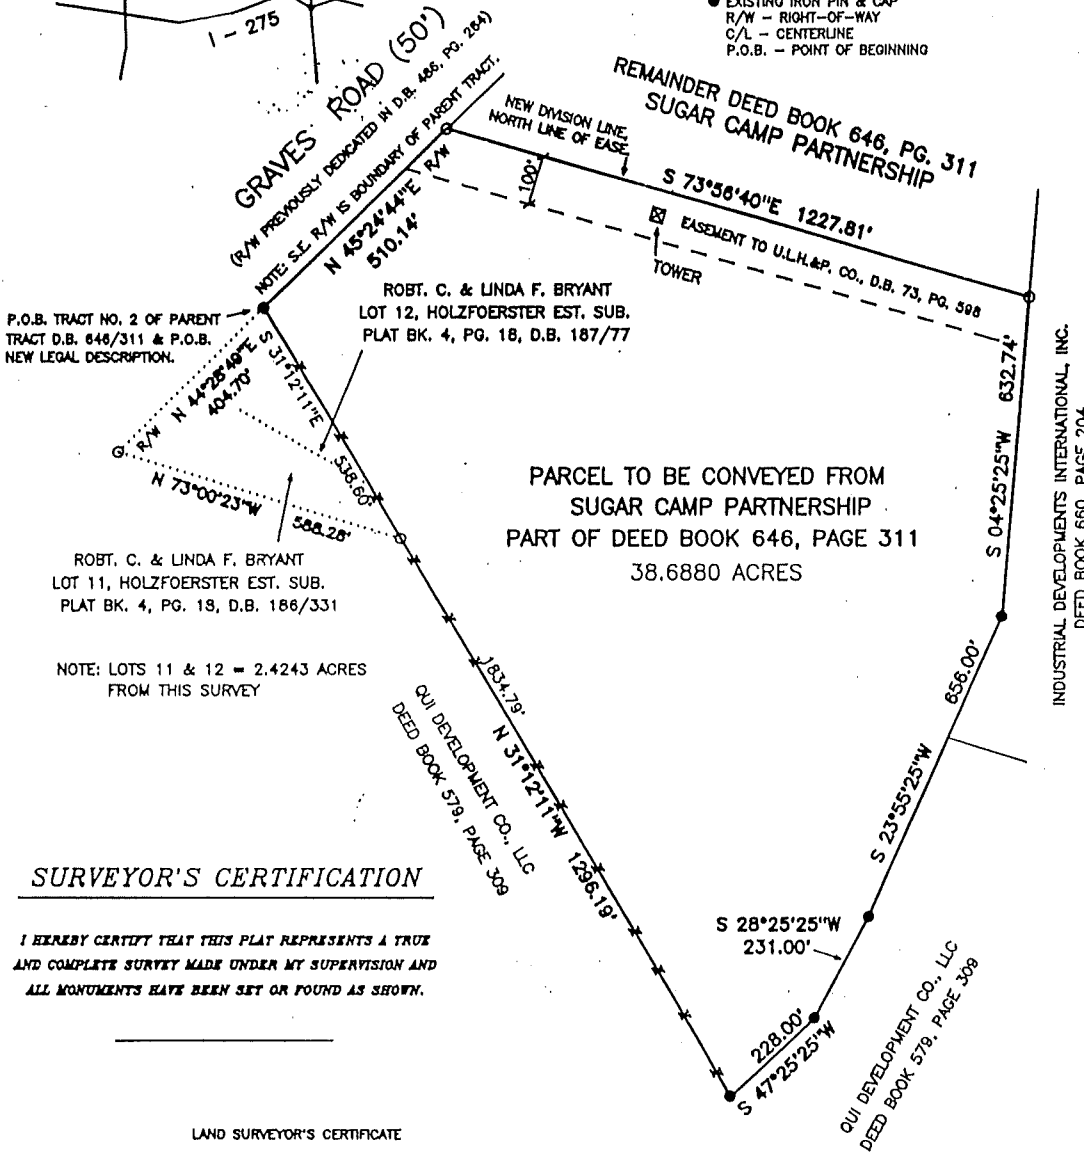 ● EXISTING IRON PIN & CAP
R/W – RIGHT–OF–WAY
C/L – CENTERLINE
P.O.B. – POINT OF BEGINNING
I – 275
GRAVES ROAD (50')
(R/W PREVIOUSLY DEDICATED IN D.B. 486, PG. 264)
NOTE: S.E. R/W IS BOUNDARY OF PARENT TRACT.
N 45°24'44"E R/W
510.14'
REMAINDER DEED BOOK 646, PG. 311
SUGAR CAMP PARTNERSHIP
NEW DIVISION LINE,
NORTH LINE OF EASE.
100'
S 73°56'40"E 1227.81'
EASEMENT TO U.L.H.&P. CO., D.B. 73, PG. 598
TOWER
ROBT. C. & LINDA F. BRYANT
LOT 12, HOLZFOERSTER EST. SUB.
PLAT BK. 4, PG. 18, D.B. 187/77
P.O.B. TRACT NO. 2 OF PARENT
TRACT D.B. 646/311 & P.O.B.
NEW LEGAL DESCRIPTION.
R/W N 44°28'49"E
404.70'
S 31°12'11"E
538.60'
N 73°00'23"W
588.28'
632.74'
S 04°25'25"W
INDUSTRIAL DEVELOPMENTS INTERNATIONAL, INC.
DEED BOOK 660, PAGE 204
PARCEL TO BE CONVEYED FROM
SUGAR CAMP PARTNERSHIP
PART OF DEED BOOK 646, PAGE 311
38.6880 ACRES
ROBT. C. & LINDA F. BRYANT
LOT 11, HOLZFOERSTER EST. SUB.
PLAT BK. 4, PG. 18, D.B. 186/331
NOTE: LOTS 11 & 12 = 2.4243 ACRES
FROM THIS SURVEY
1834.79'
QUI DEVELOPMENT CO., LLC
DEED BOOK 579, PAGE 309
N 31°12'11"W 1296.19'
656.00'
S 23°55'25"W
S 28°25'25"W
231.00'
228.00'
S 47°25'25"W
QUI DEVELOPMENT CO., LLC
DEED BOOK 579, PAGE 309
SURVEYOR'S CERTIFICATION
I HEREBY CERTIFY THAT THIS PLAT REPRESENTS A TRUE
AND COMPLETE SURVEY MADE UNDER MY SUPERVISION AND
ALL MONUMENTS HAVE BEEN SET OR FOUND AS SHOWN.
LAND SURVEYOR'S CERTIFICATE